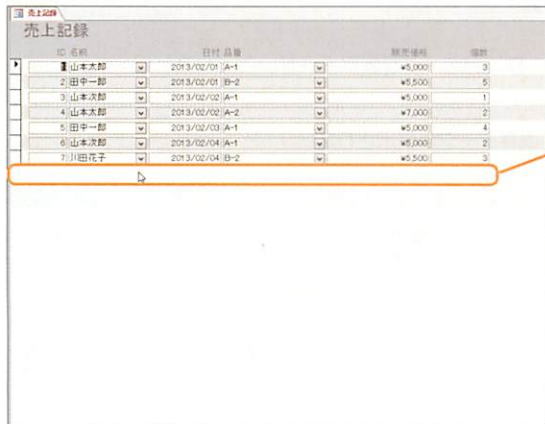 売上記録
売上記録
ID 名前 日付 品番 販売価格 個数
1 山本太郎 2013/02/01 A-1 ¥5,000 3
2 田中一郎 2013/02/01 B-2 ¥5,500 5
3 山本次郎 2013/02/02 A-1 ¥5,000 1
4 山本太郎 2013/02/02 A-2 ¥7,000 2
5 田中一郎 2013/02/03 A-1 ¥5,000 4
6 山本次郎 2013/02/04 A-1 ¥5,000 2
7 川田花子 2013/02/04 B-2 ¥5,500 3